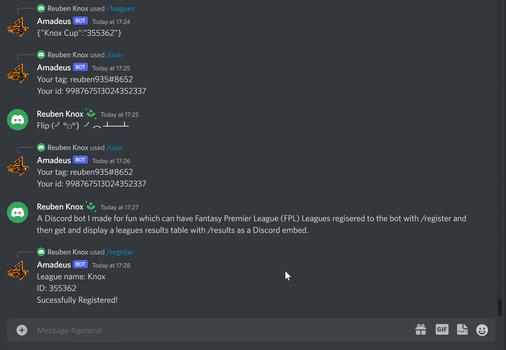 Reuben Knox used /leagues
Amadeus BOT Today at 17:24
{"Knox Cup":"355362"}
Reuben Knox used /user
Amadeus BOT Today at 17:25
Your tag: reuben935#8652
Your id: 998767513024352337
Reuben Knox Today at 17:25
Flip (╯°□°)╯︵ ┻━┻
Reuben Knox used /user
Amadeus BOT Today at 17:26
Your tag: reuben935#8652
Your id: 998767513024352337
Reuben Knox Today at 17:27
A Discord bot I made for fun which can have Fantasy Premier League (FPL) Leagues regisered to the bot with /register and
then get and display a leagues results table with /results as a Discord embed.
Reuben Knox used /register
Amadeus BOT Today at 17:28
League name: Knox
ID: 355362
Sucessfully Registered!
Message #general
GIF